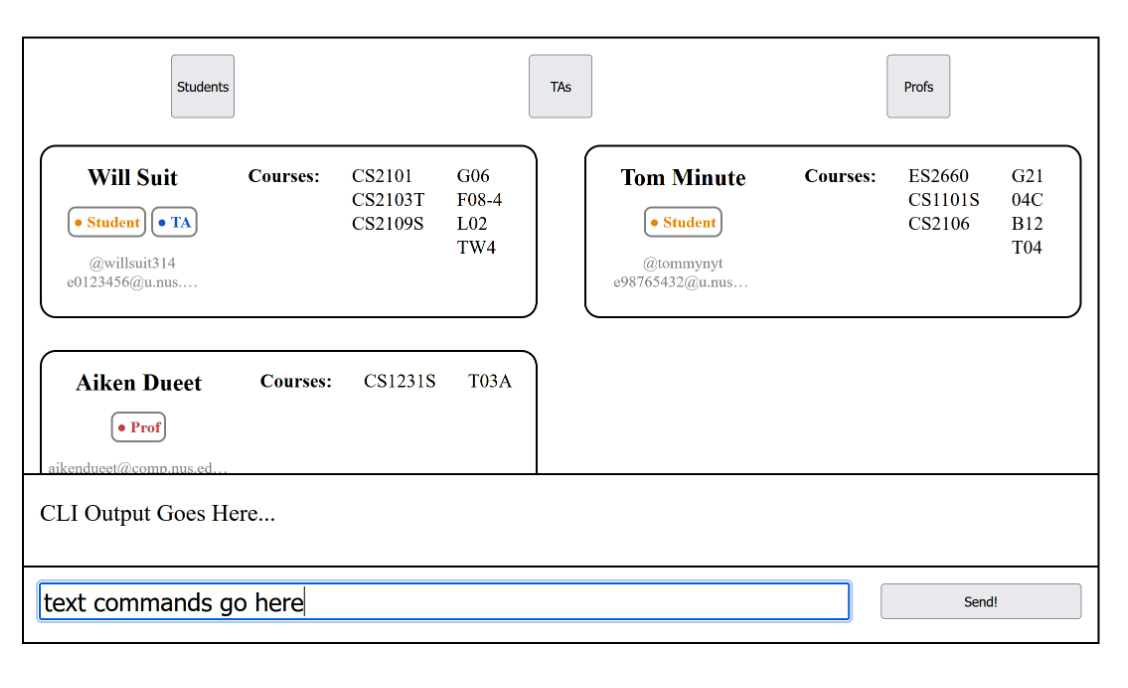 Students TAs Profs
Will Suit
• Student • TA
@willsuit314
e0123456@u.nus....
Courses:
CS2101 G06
CS2103T F08-4
CS2109S L02
TW4
Tom Minute
• Student
@tommynyt
e98765432@u.nus...
Courses:
ES2660 G21
CS1101S 04C
CS2106 B12
T04
Aiken Dueet
• Prof
aikendueet@comp.nus.ed...
Courses:
CS1231S T03A
CLI Output Goes Here...
text commands go here
Send!